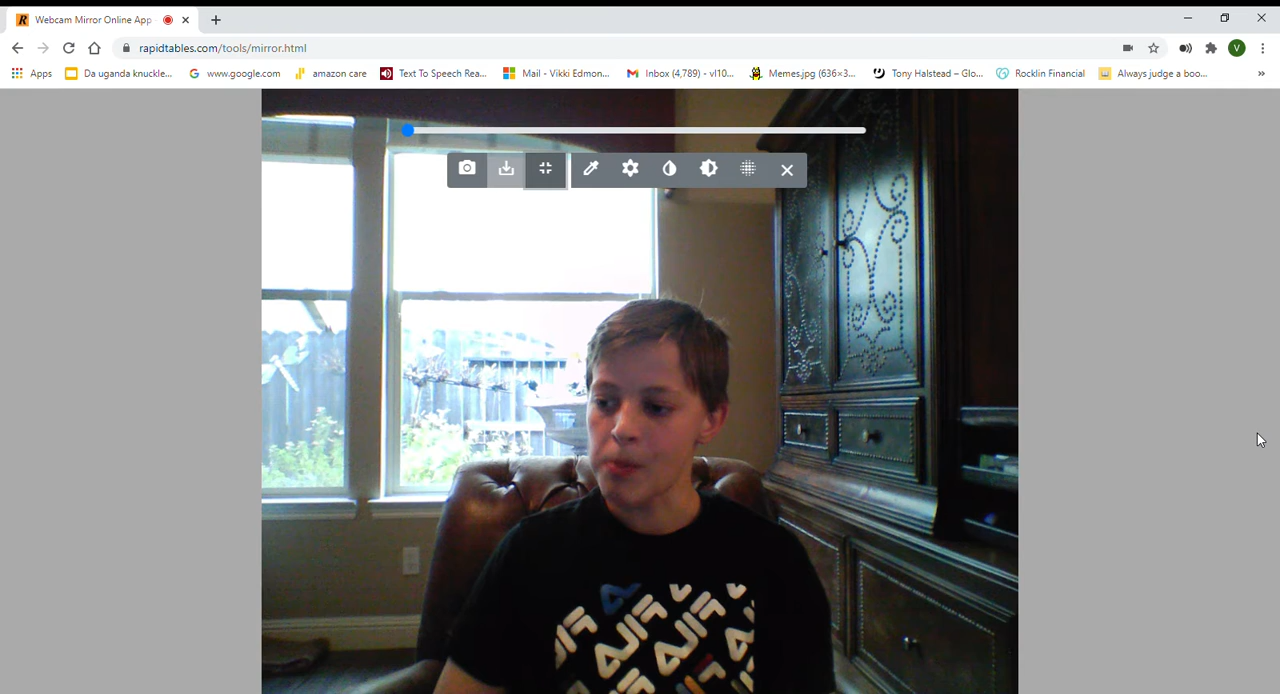 Webcam Mirror Online App
rapidtables.com/tools/mirror.html
V
Apps
Da uganda knuckle...
www.google.com
amazon care
Text To Speech Rea...
Mail - Vikki Edmon...
Inbox (4,789) - vl10...
Memes.jpg (636×3...
Tony Halstead – Glo...
Rocklin Financial
Always judge a boo...
»